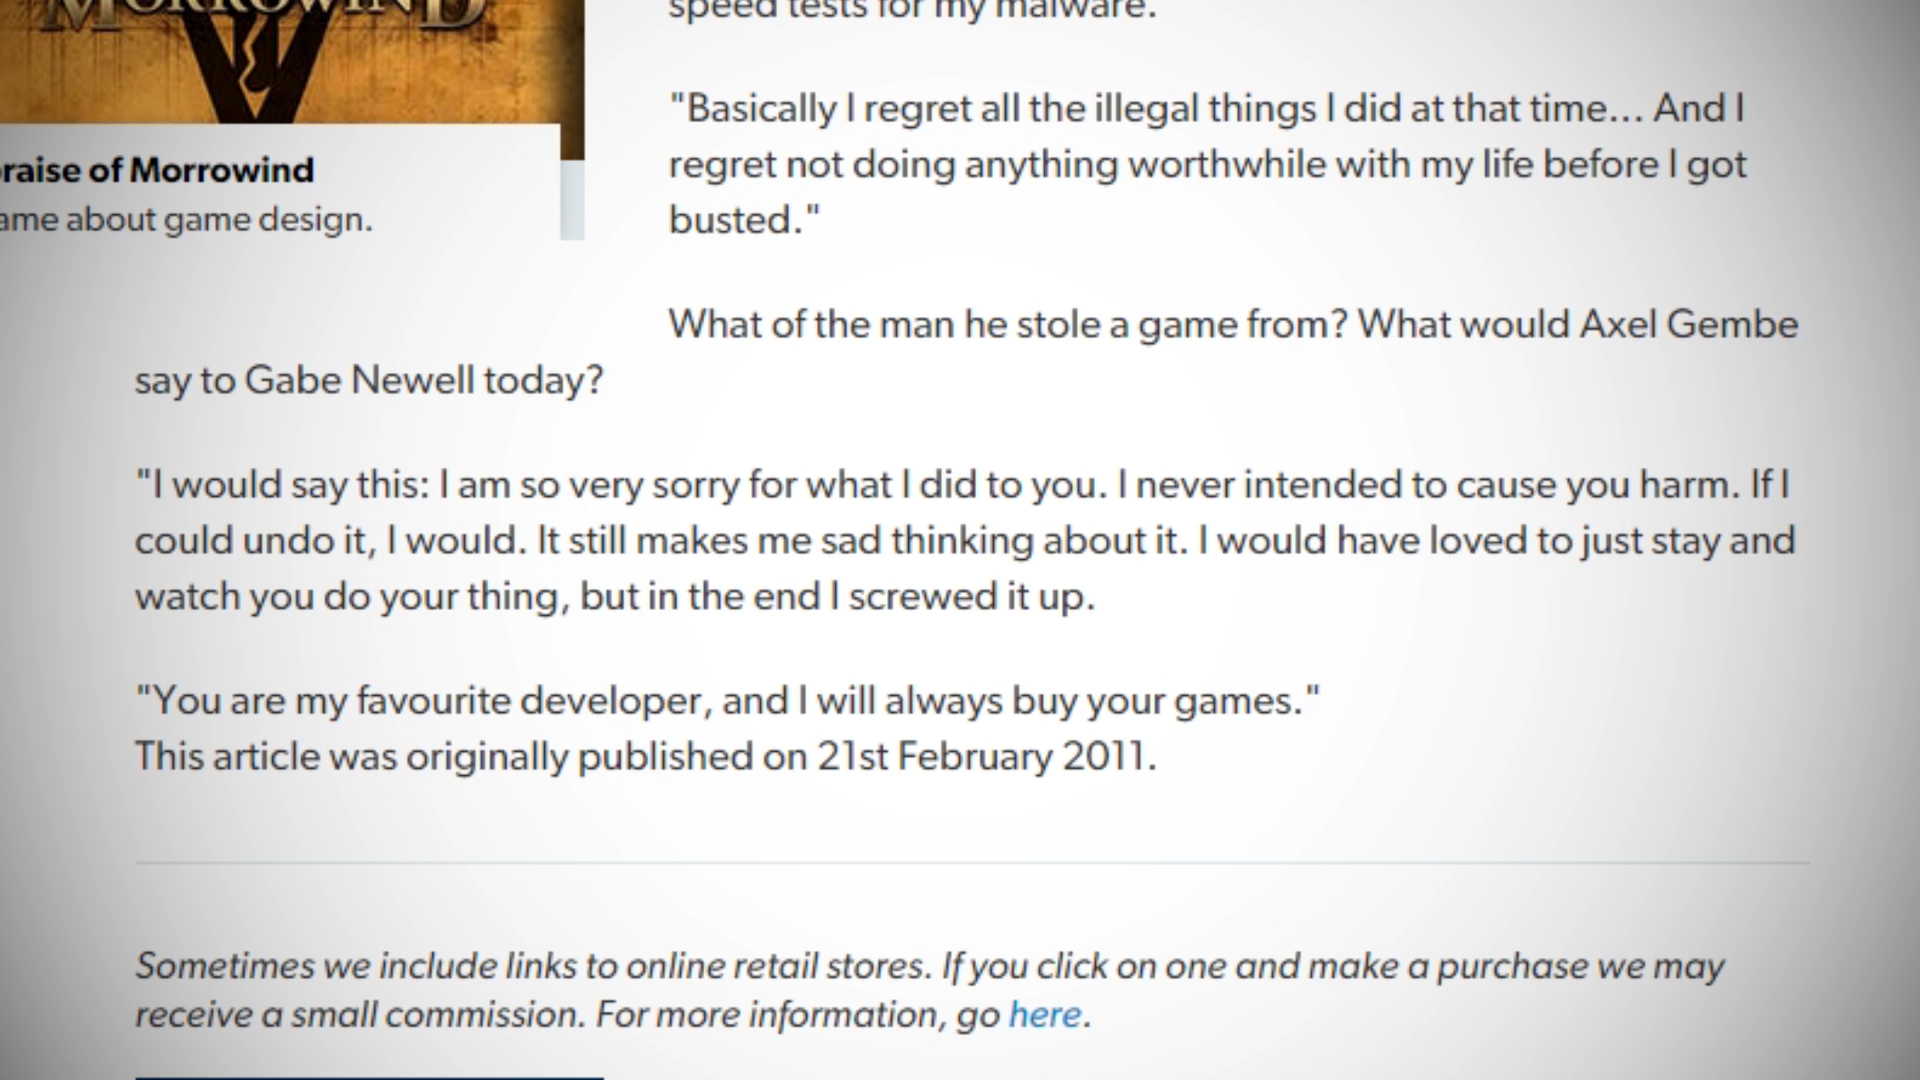 MORROWIND
raise of Morrowind
ame about game design.
speed tests for my malware.
"Basically I regret all the illegal things I did at that time... And I
regret not doing anything worthwhile with my life before I got
busted."
What of the man he stole a game from? What would Axel Gembe
say to Gabe Newell today?
"I would say this: I am so very sorry for what I did to you. I never intended to cause you harm. If I
could undo it, I would. It still makes me sad thinking about it. I would have loved to just stay and
watch you do your thing, but in the end I screwed it up.
"You are my favourite developer, and I will always buy your games."
This article was originally published on 21st February 2011.
Sometimes we include links to online retail stores. If you click on one and make a purchase we may
receive a small commission. For more information, go here.